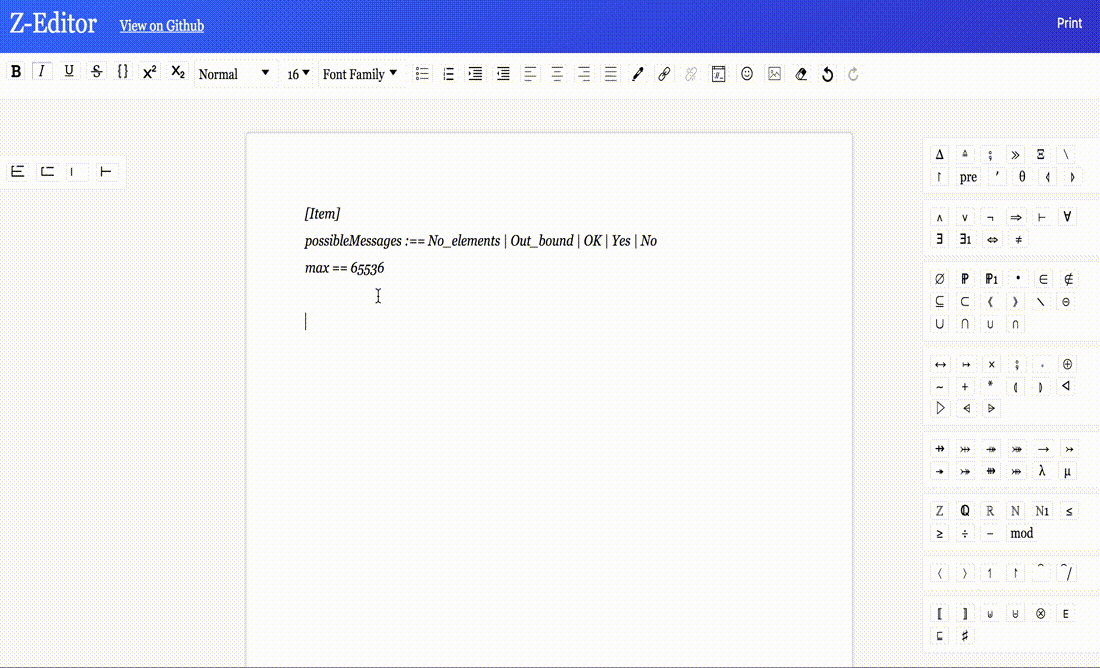 Z-Editor View on Github Print
B I U S {} X² X₂ Normal 16 Font Family
[Item]
possibleMessages :== No_elements | Out_bound | OK | Yes | No
max == 65536
Δ ≙ ⨟ ≫ Ξ \
↾ pre ′ θ ⦉ ⦊
∧ ∨ ¬ ⇒ ⊢ ∀
∃ ∃1 ⇔ ≠
∅ ℙ ℙ1 • ∈ ∉
⊆ ⊂ ⟪ ⟫ \ ⊖
∪ ∩ ∪ ∩
↔ ↦ × ⨟ . ⊕
~ + * ⦇ ⦈ ◁
▷ ⩤ ⩥
⇸ ⤔ ⤀ ⤗ → ↣
↠ ⤖ ⇻ ⤕ λ μ
Z ℚ R N N1 ≤
≥ ÷ − mod
⟨ ⟩ ↿ ↾ ⁀ ⁀/
⟦ ⟧ ⊌ ⊎ ⊗ E
⊑ ♯